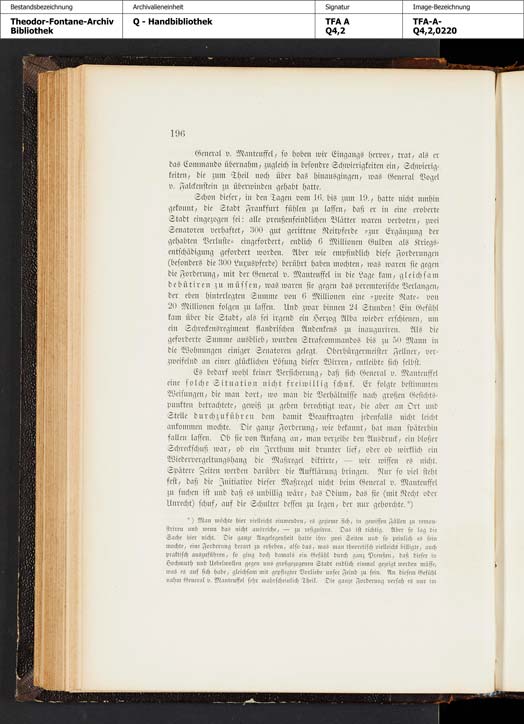 Bestandsbezeichnung
Archivalieneinheit
Signatur
Image-Bezeichnung
Theodor-Fontane-Archiv
Bibliothek
Q - Handbibliothek
TFA A
Q4,2
TFA-A-
Q4,2,0220
196
General v. Manteuffel, so hoben wir Eingangs hervor, trat, als er
das Commando übernahm, zugleich in besondre Schwierigkeiten ein, Schwierig-
keiten, die zum Theil noch über das hinausgingen, was General Vogel
v. Falckenstein zu überwinden gehabt hatte.
Schon dieser, in den Tagen vom 16. bis zum 19., hatte nicht umhin
gekonnt, die Stadt Frankfurt fühlen zu lassen, daß er in eine eroberte
Stadt eingezogen sei: alle preußenfeindlichen Blätter waren verboten, zwei
Senatoren verhaftet, 300 gut gerittene Reitpferde »zur Ergänzung der
gehabten Verluste« eingefordert, endlich 6 Millionen Gulden als Kriegs-
entschädigung gefordert worden. Aber wie empfindlich diese Forderungen
(besonders die 300 Luxuspferde) berührt haben mochten, was waren sie gegen
die Forderung, mit der General v. Manteuffel in die Lage kam, gleichsam
debütiren zu müssen, was waren sie gegen das peremtorische Verlangen,
der eben hinterlegten Summe von 6 Millionen eine »zweite Rate« von
20 Millionen folgen zu lassen. Und zwar binnen 24 Stunden! Ein Gefühl
kam über die Stadt, als sei irgend ein Herzog Alba wieder erschienen, um
ein Schreckensregiment flandrischen Andenkens zu inauguriren. Als die
geforderte Summe ausblieb, wurden Strafcommandos bis zu 50 Mann in
die Wohnungen einiger Senatoren gelegt. Oberbürgermeister Fellner, ver-
zweifelnd an einer glücklichen Lösung dieser Wirren, entleibte sich selbst.
Es bedarf wohl keiner Versicherung, daß sich General v. Manteuffel
eine solche Situation nicht freiwillig schuf. Er folgte bestimmten
Weisungen, die man dort, wo man die Verhältnisse nach großen Gesichts-
punkten betrachtete, gewiß zu geben berechtigt war, die aber an Ort und
Stelle durchzuführen dem damit Beauftragten jedenfalls nicht leicht
ankommen mochte. Die ganze Forderung, wie bekannt, hat man späterhin
fallen lassen. Ob sie von Anfang an, man verzeihe den Ausdruck, ein bloßer
Schreckschuß war, ob ein Irrthum mit drunter lief, oder ob wirklich ein
Wiedervergeltungshang die Maßregel diktirte, — wir wissen es nicht.
Spätere Zeiten werden darüber die Aufklärung bringen. Nur so viel steht
fest, daß die Initiative dieser Maßregel nicht beim General v. Manteuffel
zu suchen ist und daß es unbillig wäre, das Odium, das sie (mit Recht oder
Unrecht) schuf, auf die Schulter dessen zu legen, der nur gehorchte.*)
*) Man möchte hier vielleicht einwenden, es gezieme sich, in gewissen Fällen zu remon-
striren und wenn das nicht ausreiche, — zu resigniren. Das ist richtig. Aber so lag die
Sache hier nicht. Die ganze Angelegenheit hatte ihre zwei Seiten und so peinlich es sein
mochte, eine Forderung derart zu erheben, also das, was man theoretisch vielleicht billigte, auch
praktisch auszuführen, so ging doch damals ein Gefühl durch ganz Preußen, daß dieser in
Hochmuth und Uebelwollen gegen uns großgezogenen Stadt endlich einmal gezeigt werden müsse,
was es auf sich habe, gleichsam mit gepflegter Vorliebe unser Feind zu sein. An diesem Gefühl
nahm General v. Manteuffel sehr wahrscheinlich Theil. Die ganze Forderung versah es nur im